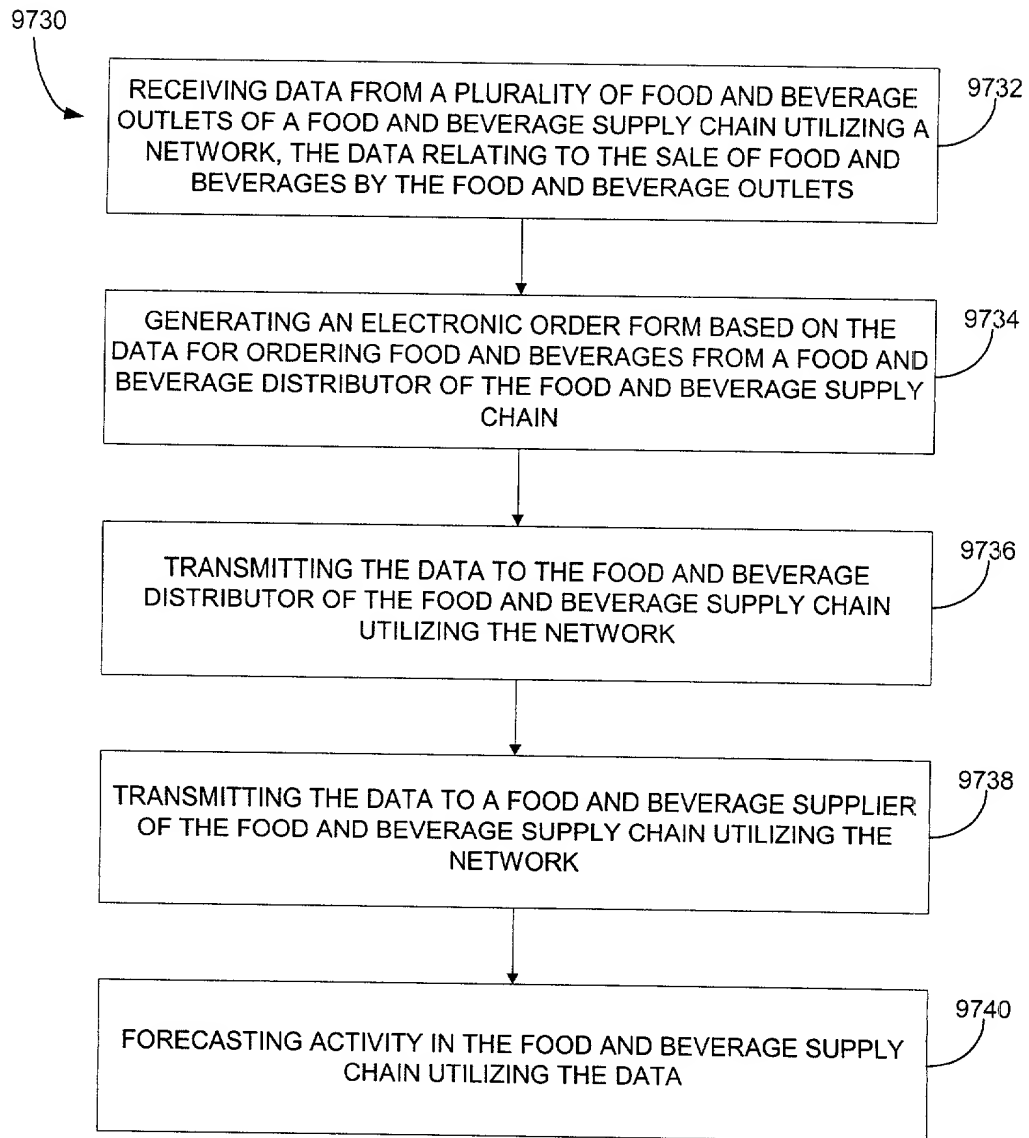 9730
RECEIVING DATA FROM A PLURALITY OF FOOD AND BEVERAGE
OUTLETS OF A FOOD AND BEVERAGE SUPPLY CHAIN UTILIZING A
NETWORK, THE DATA RELATING TO THE SALE OF FOOD AND
BEVERAGES BY THE FOOD AND BEVERAGE OUTLETS
9732
GENERATING AN ELECTRONIC ORDER FORM BASED ON THE
DATA FOR ORDERING FOOD AND BEVERAGES FROM A FOOD AND
BEVERAGE DISTRIBUTOR OF THE FOOD AND BEVERAGE SUPPLY
CHAIN
9734
TRANSMITTING THE DATA TO THE FOOD AND BEVERAGE
DISTRIBUTOR OF THE FOOD AND BEVERAGE SUPPLY CHAIN
UTILIZING THE NETWORK
9736
TRANSMITTING THE DATA TO A FOOD AND BEVERAGE SUPPLIER
OF THE FOOD AND BEVERAGE SUPPLY CHAIN UTILIZING THE
NETWORK
9738
FORECASTING ACTIVITY IN THE FOOD AND BEVERAGE SUPPLY
CHAIN UTILIZING THE DATA
9740